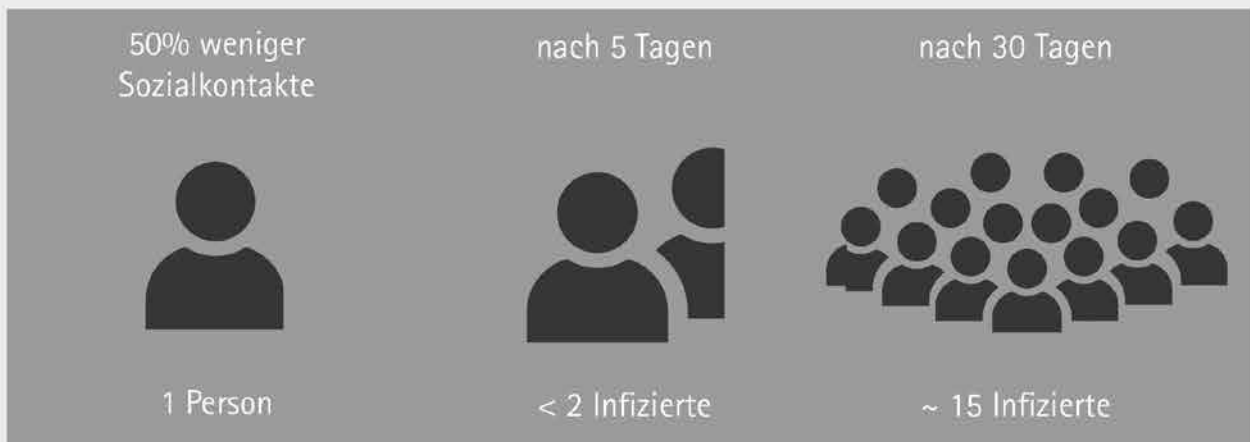 50% weniger
Sozialkontakte
nach 5 Tagen
nach 30 Tagen
1 Person
< 2 Infizierte
~ 15 Infizierte